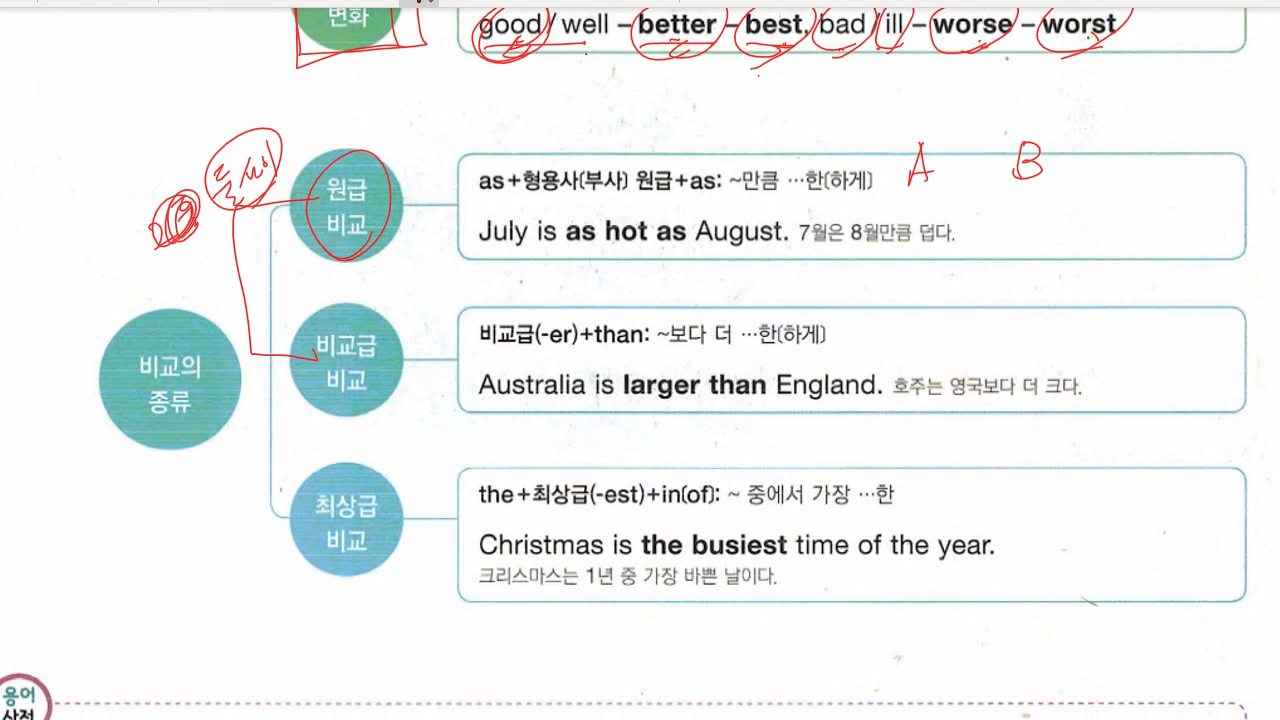 변화
good / well – better – best, bad / ill – worse – worst
A B
원급
비교
as+형용사(부사) 원급+as: ~만큼 …한(하게)
July is as hot as August. 7월은 8월만큼 덥다.
비교의
종류
비교급
비교
비교급(-er)+than: ~보다 더 …한(하게)
Australia is larger than England. 호주는 영국보다 더 크다.
최상급
비교
the+최상급(-est)+in(of): ~ 중에서 가장 …한
Christmas is the busiest time of the year.
크리스마스는 1년 중 가장 바쁜 날이다.
용어
사전